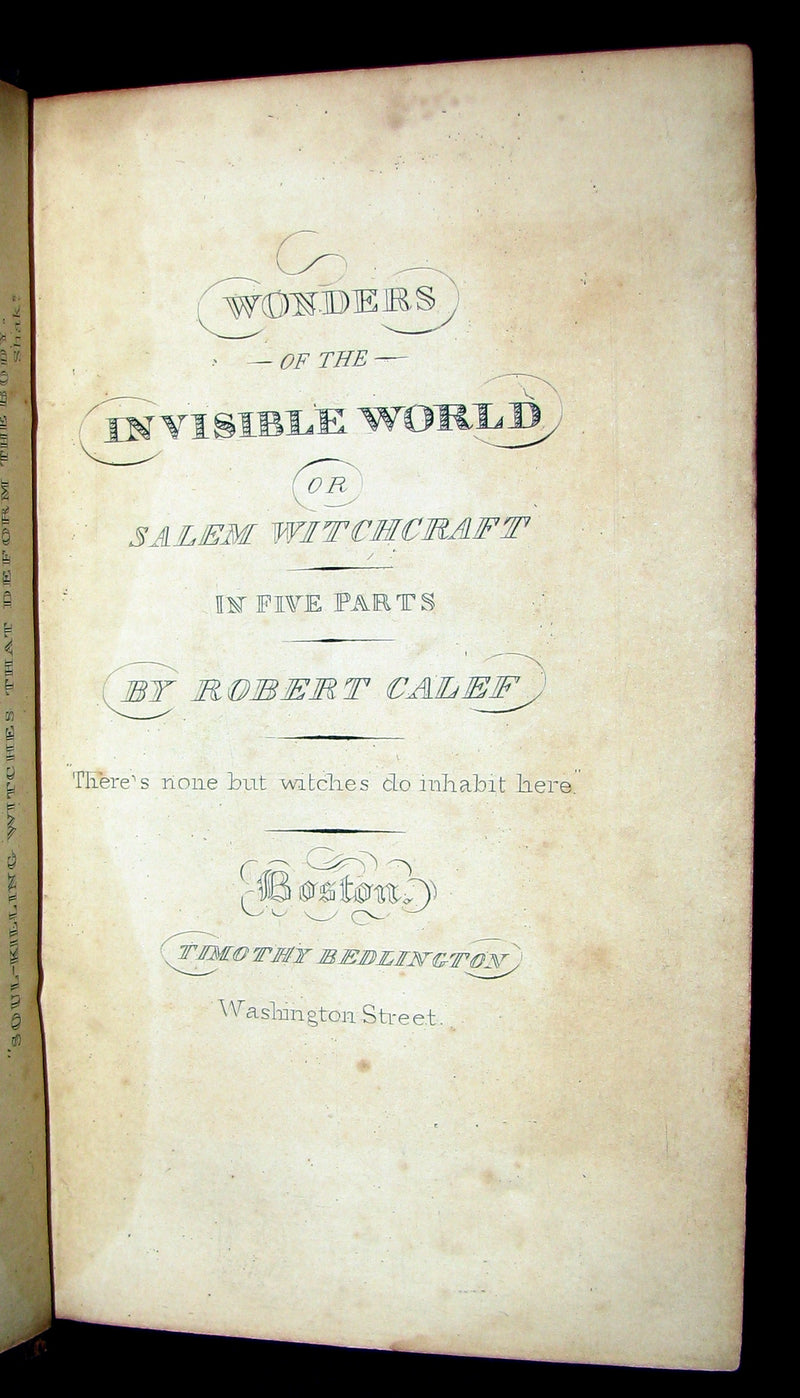 "SOUL-KILLING WITCHES THAT DEFORM THE BODY.
Shak:
WONDERS
— OF THE —
INVISIBLE WORLD
OR
SALEM WITCHCRAFT
IN FIVE PARTS
BY ROBERT CALEF
"There's none but witches do inhabit here."
Boston.
TIMOTHY BEDLINGTON
Washington Street.